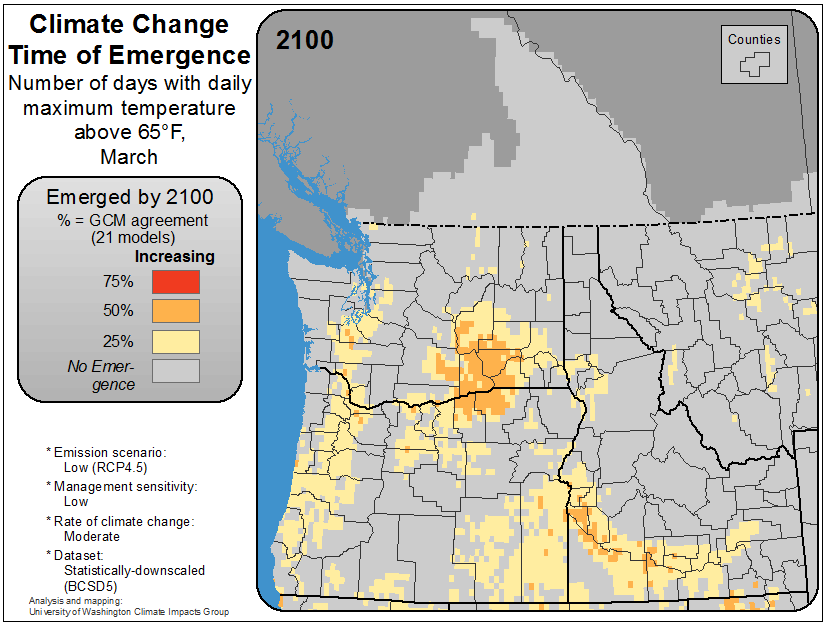 Climate Change
Time of Emergence
Number of days with daily
maximum temperature
above 65°F,
March
Emerged by 2100
% = GCM agreement
(21 models)
Increasing
75%
50%
25%
No Emer-
gence
* Emission scenario:
Low (RCP4.5)
* Management sensitivity:
Low
* Rate of climate change:
Moderate
* Dataset:
Statistically-downscaled
(BCSD5)
Analysis and mapping:
University of Washington Climate Impacts Group
2100
Counties